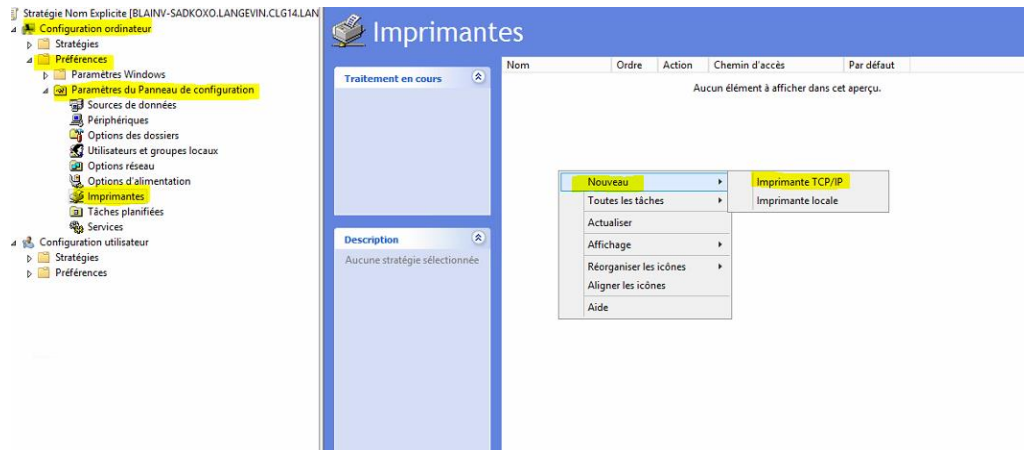 Stratégie Nom Explicite [BLAINV-SADKOXO.LANGEVIN.CLG14.LAN
Configuration ordinateur
Stratégies
Préférences
Paramètres Windows
Paramètres du Panneau de configuration
Sources de données
Périphériques
Options des dossiers
Utilisateurs et groupes locaux
Options réseau
Options d'alimentation
Imprimantes
Tâches planifiées
Services
Configuration utilisateur
Stratégies
Préférences
Imprimantes
Traitement en cours
Description
Aucune stratégie sélectionnée
Nom Ordre Action Chemin d'accès Par défaut
Aucun élément à afficher dans cet aperçu.
Nouveau
Toutes les tâches
Actualiser
Affichage
Réorganiser les icônes
Aligner les icônes
Aide
Imprimante TCP/IP
Imprimante locale